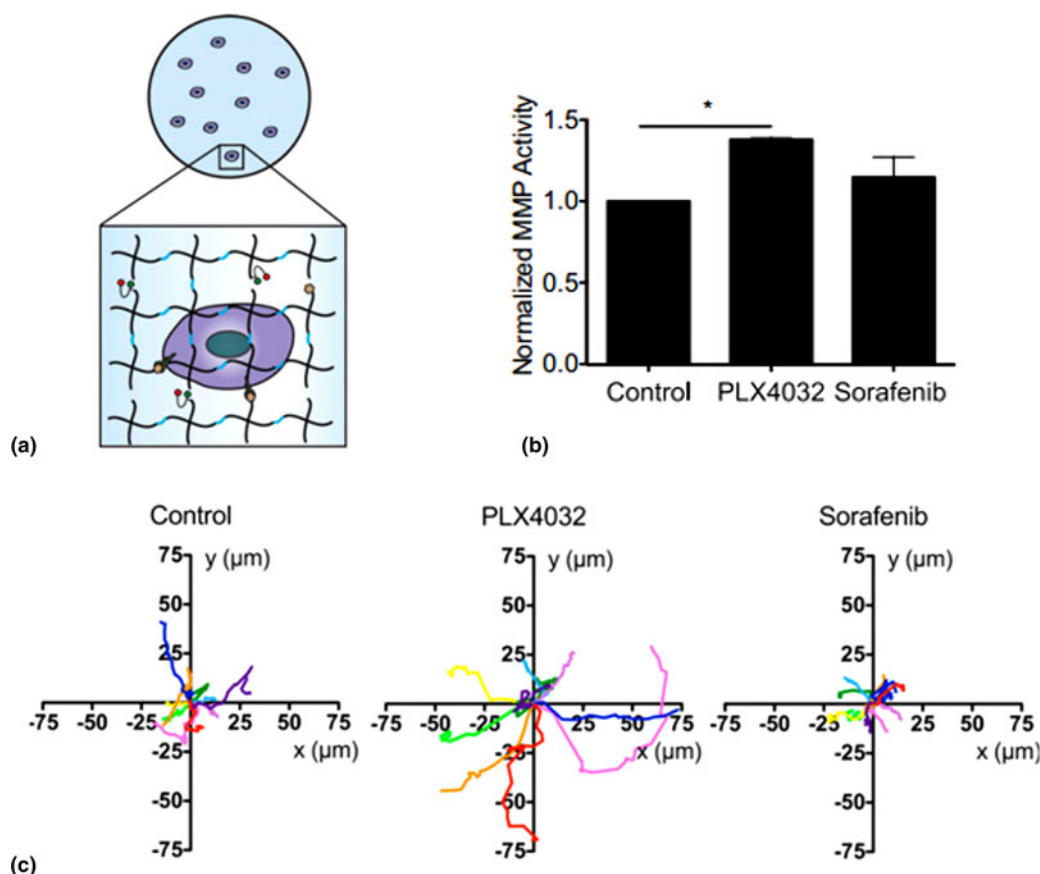 (a)
Normalized MMP Activity
1.5
1.0
0.5
0.0
*
Control PLX4032 Sorafenib
(b)
Control
75
50
25
-25
-50
-75
y (µm)
-75 -50 -25 25 50 75
x (µm)
PLX4032
75
50
25
-25
-50
-75
y (µm)
-75 -50 -25 25 50 75
x (µm)
Sorafenib
75
50
25
-25
-50
-75
y (µm)
-75 -50 -25 25 50 75
x (µm)
(c)